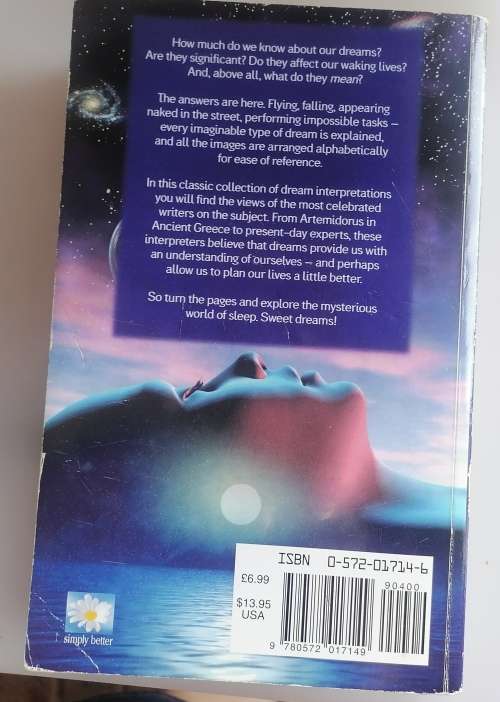 How much do we know about our dreams?
Are they significant? Do they affect our waking lives?
And, above all, what do they mean?
The answers are here. Flying, falling, appearing
naked in the street, performing impossible tasks –
every imaginable type of dream is explained,
and all the images are arranged alphabetically
for ease of reference.
In this classic collection of dream interpretations
you will find the views of the most celebrated
writers on the subject. From Artemidorus in
Ancient Greece to present-day experts, these
interpreters believe that dreams provide us with
an understanding of ourselves – and perhaps
allow us to plan our lives a little better.
So turn the pages and explore the mysterious
world of sleep. Sweet dreams!
ISBN 0-572-01714-6
£6.99
90400
$13.95
USA
9 780572 017149
simply better